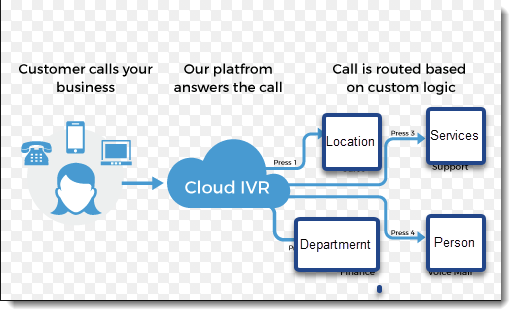 Customer calls your
business
Our platfrom
answers the call
Call is routed based
on custom logic
Press 1
Location
Press 3
Services
Support
Cloud IVR
Departmernt
Finance
Press 4
Person
Voice Mail